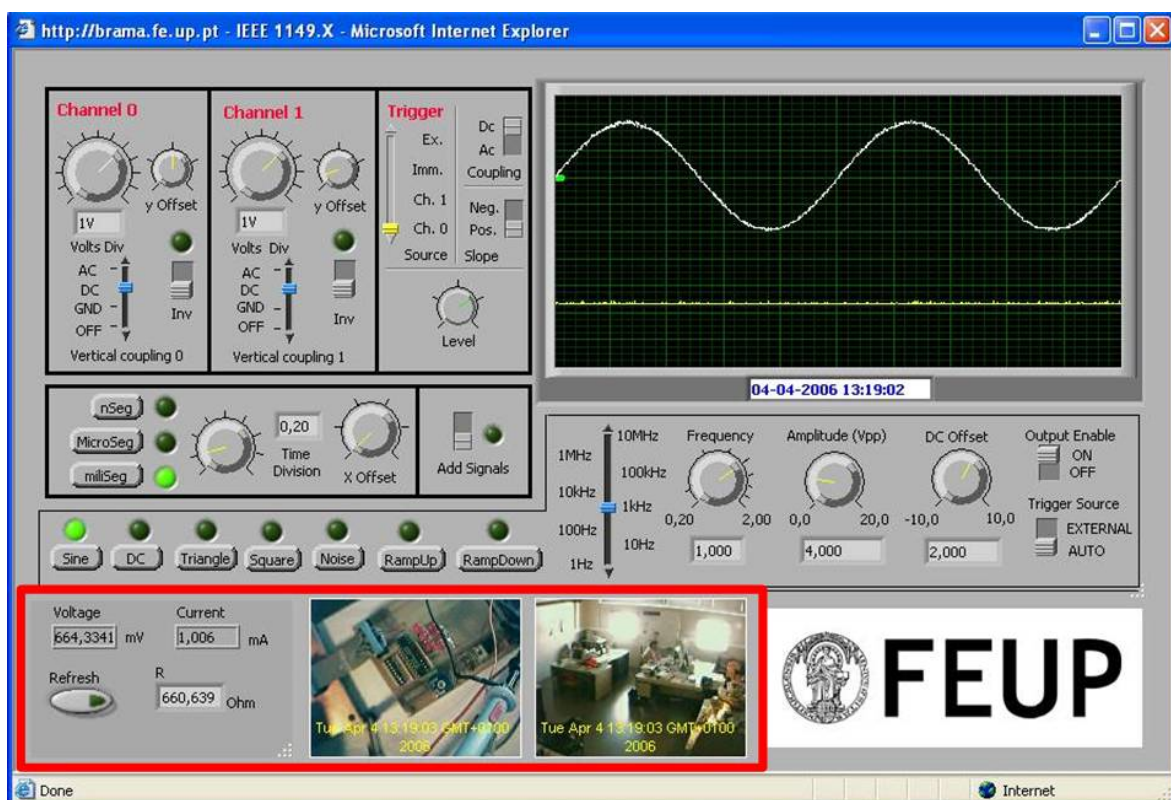 http://brama.fe.up.pt - IEEE 1149.X - Microsoft Internet Explorer
Channel 0
y Offset
1V
Volts Div
AC
DC
GND
OFF
Inv
Vertical coupling 0
Channel 1
y Offset
1V
Volts Div
AC
DC
GND
OFF
Inv
Vertical coupling 1
Trigger
Ex.
Imm.
Ch. 1
Ch. 0
Source
Dc
Ac
Coupling
Neg.
Pos.
Slope
Level
04-04-2006 13:19:02
nSeg
MicroSeg
miliSeg
0,20
Time
Division
X Offset
Add Signals
Sine
DC
Triangle
Square
Noise
RampUp
RampDown
10MHz
1MHz
100kHz
10kHz
1kHz
100Hz
10Hz
1Hz
Frequency
0,20 2,00
1,000
Amplitude (Vpp)
0,0 20,0
4,000
DC Offset
-10,0 10,0
2,000
Output Enable
ON
OFF
Trigger Source
EXTERNAL
AUTO
Voltage
664,3341 mV
Current
1,006 mA
Refresh
R
660,639 Ohm
Tue Apr 4 13:19:03 GMT+0100
2006
Tue Apr 4 13:19:03 GMT+0100
2006
FEUP
Done
Internet